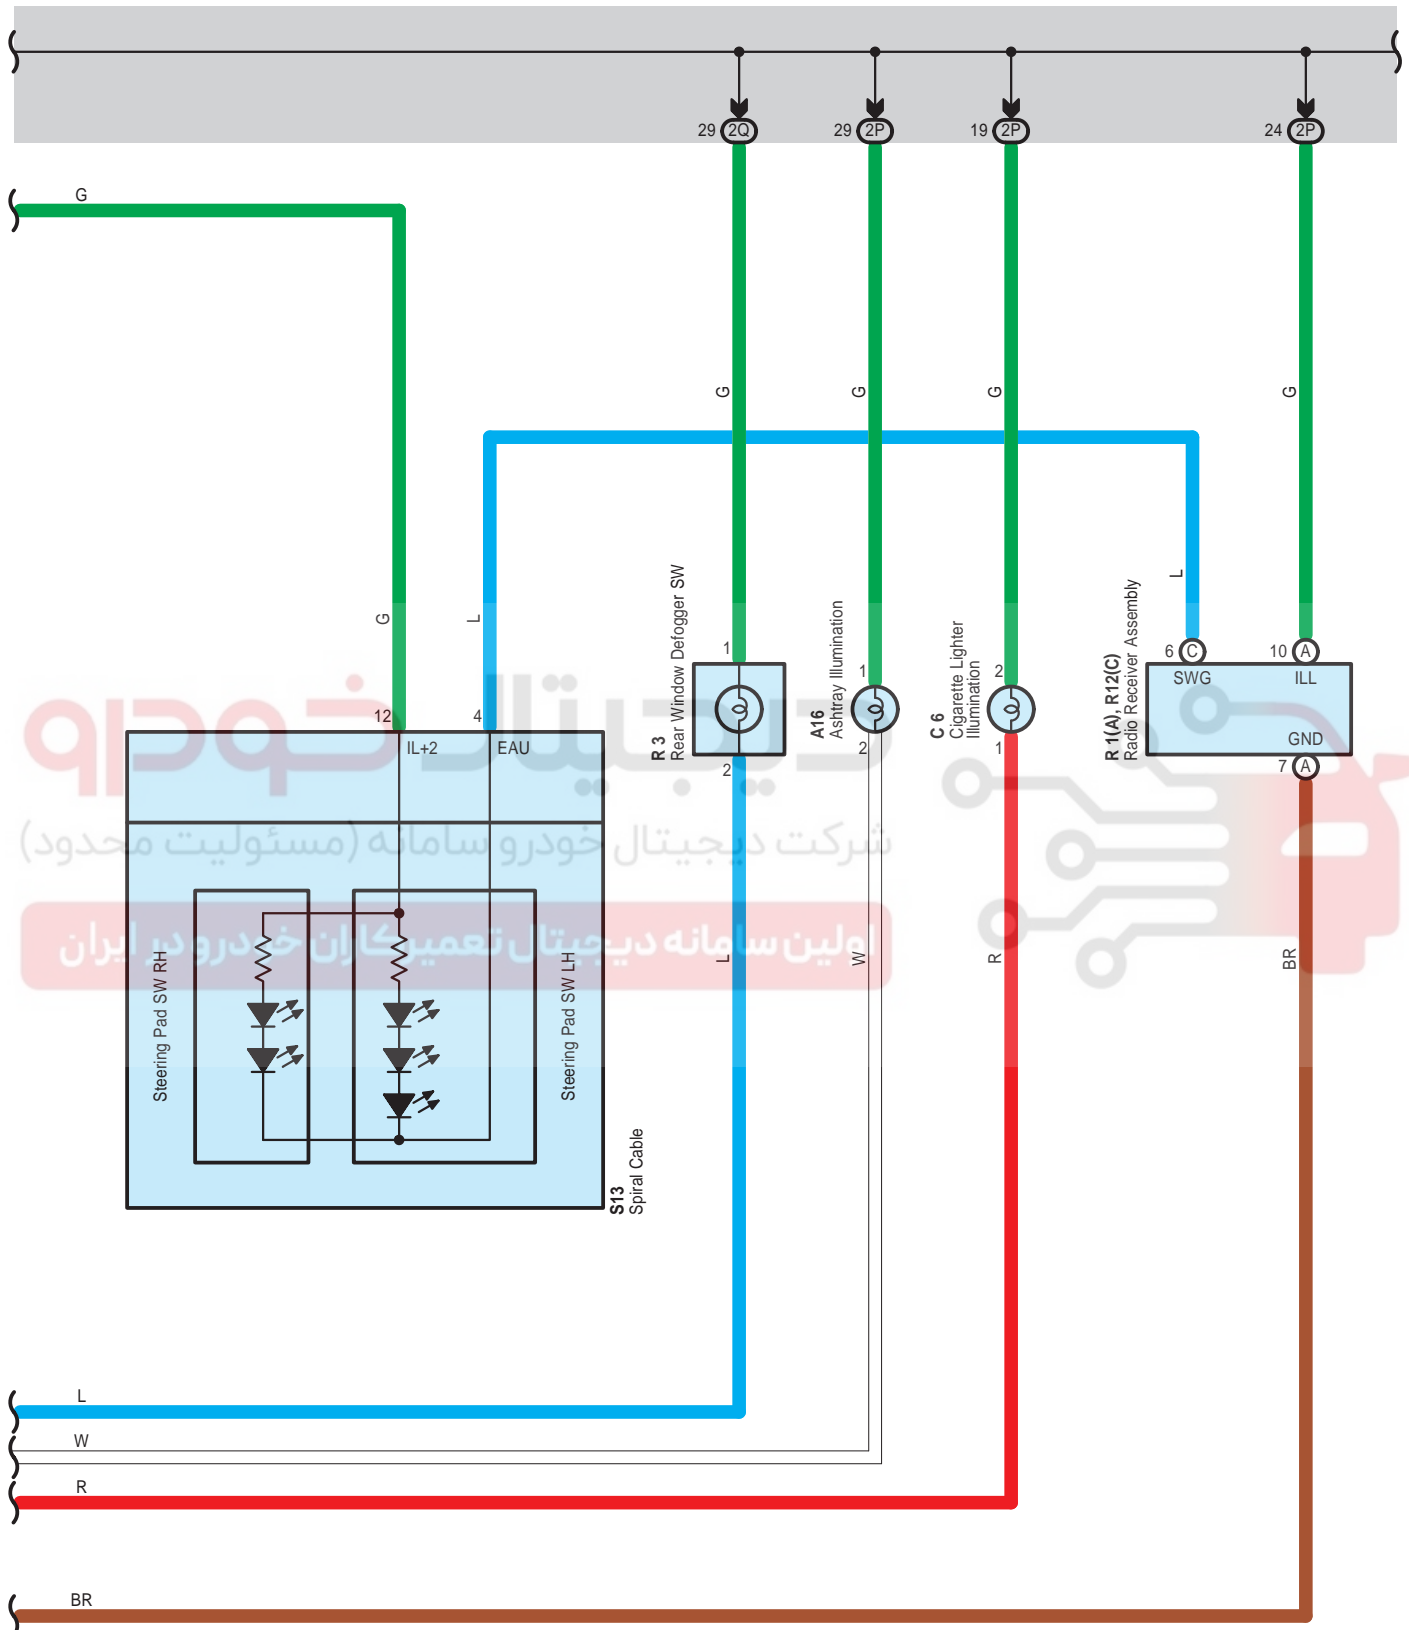 29 2Q 29 2P 19 2P 24 2P
G
G G G G
G L L
R 3
Rear Window Defogger SW
A16
Ashtray Illumination
C 6
Cigarette Lighter
Illumination
R 1(A), R12(C)
Radio Receiver Assembly
1 1 2 6 C 10 A
SWG ILL
12 4
IL+2 EAU
GND
2 2 1 7 A
دیجیتال خودرو
شرکت دیجیتال خودرو سامانه (مسئولیت محدود)
اولین سامانه دیجیتال تعمیرکاران خودرو در ایران
L W R BR
Steering Pad SW RH
Steering Pad SW LH
S13
Spiral Cable
L
W
R
BR